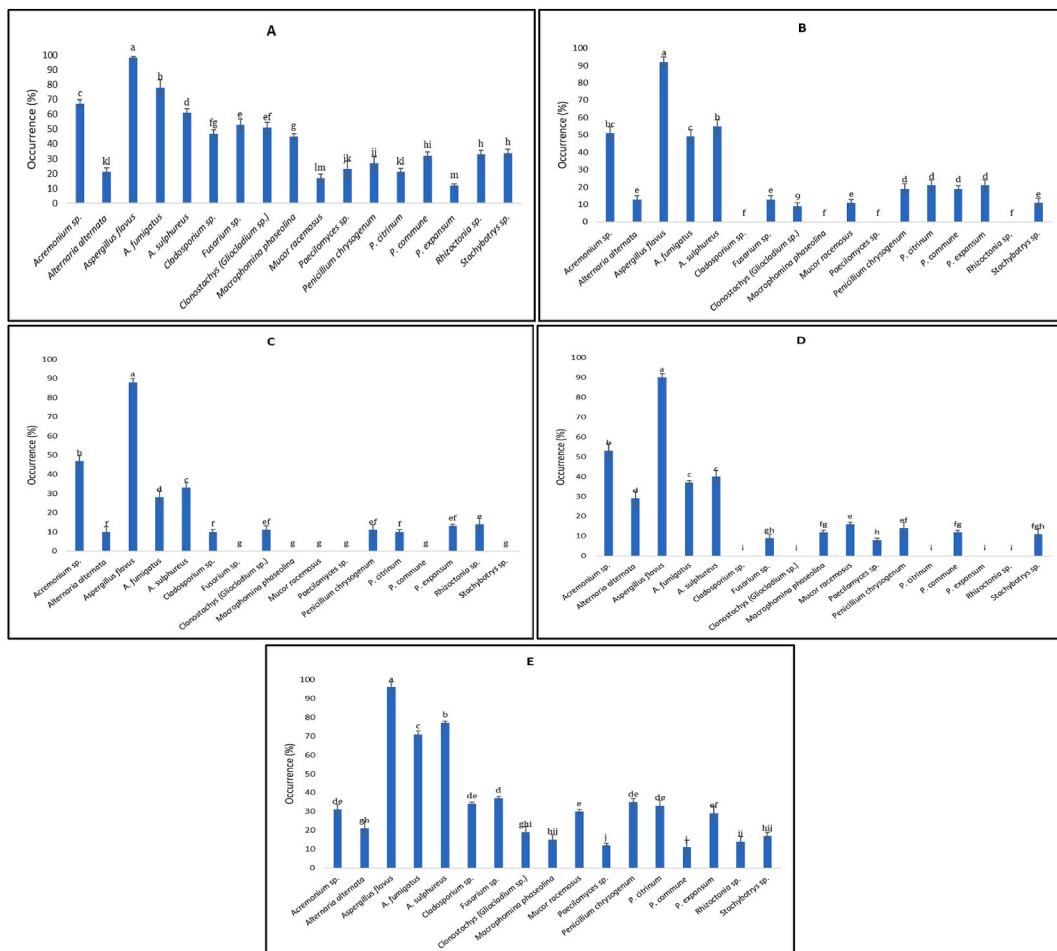 A
Occurrence (%)
100
90
80
70
60
50
40
30
20
10
0
c
kl
a
h
d
fg
e
ef
g
lm
jk
ij
kl
hi
m
h
h
Acremonium sp.
Alternaria alternata
Aspergillus flavus
A. fumigatus
A. sulphureus
Cladosporium sp.
Fusarium sp.
Clonostachys (Gliocladium sp.)
Macrophomina phaseolina
Mucor racemosus
Paecilomyces sp.
Penicillium chrysogenum
P. citrinum
P. commune
P. expansum
Rhizoctonia sp.
Stachybotrys sp.
B
Occurrence (%)
100
90
80
70
60
50
40
30
20
10
0
bc
e
a
c
b
f
e
9
f
e
f
d
d
d
d
f
e
Acremonium sp.
Alternaria alternata
Aspergillus flavus
A. fumigatus
A. sulphureus
Cladosporium sp.
Fusarium sp.
Clonostachys (Gliocladium sp.)
Macrophomina phaseolina
Mucor racemosus
Paecilomyces sp.
Penicillium chrysogenum
P. citrinum
P. commune
P. expansum
Rhizoctonia sp.
Stachybotrys sp.
C
Occurrence (%)
100
90
80
70
60
50
40
30
20
10
0
b
f
a
d
c
f
g
ef
g
g
g
ef
f
g
ef
e
g
Acremonium sp.
Alternaria alternata
Aspergillus flavus
A. fumigatus
A. sulphureus
Cladosporium sp.
Fusarium sp.
Clonostachys (Gliocladium sp.)
Macrophomina phaseolina
Mucor racemosus
Paecilomyces sp.
Penicillium chrysogenum
P. citrinum
P. commune
P. expansum
Rhizoctonia sp.
Stachybotrys sp.
D
Occurrence (%)
100
90
80
70
60
50
40
30
20
10
0
b
d
a
c
c
i
gh
i
fg
e
h
ef
i
fg
i
i
fgh
Acremonium sp.
Alternaria alternata
Aspergillus flavus
A. fumigatus
A. sulphureus
Cladosporium sp.
Fusarium sp.
Clonostachys (Gliocladium sp.)
Macrophomina phaseolina
Mucor racemosus
Paecilomyces sp.
Penicillium chrysogenum
P. citrinum
P. commune
P. expansum
Rhizoctonia sp.
Stachybotrys sp.
E
Occurrence (%)
100
90
80
70
60
50
40
30
20
10
0
de
gh
a
c
b
de
d
ghi
hij
e
j
de
de
ef
ij
hij
Acremonium sp.
Alternaria alternata
Aspergillus flavus
A. fumigatus
A. sulphureus
Cladosporium sp.
Fusarium sp.
Clonostachys (Gliocladium sp.)
Macrophomina phaseolina
Mucor racemosus
Paecilomyces sp.
Penicillium chrysogenum
P. citrinum
P. commune
P. expansum
Rhizoctonia sp.
Stachybotrys sp.